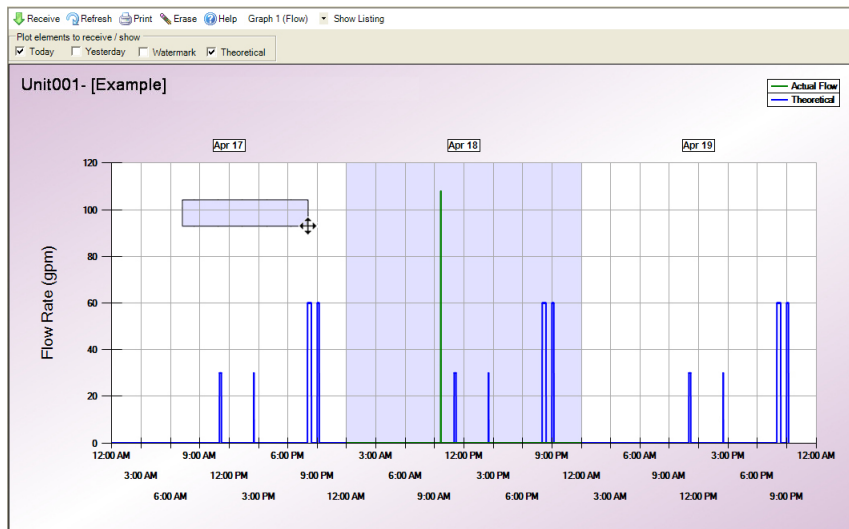 Receive Refresh Print Erase Help Graph 1 (Flow) Show Listing
Plot elements to receive / show
Today Yesterday Watermark Theoretical
Unit001- [Example]
Actual Flow
Theoretical
Apr 17 Apr 18 Apr 19
Flow Rate (gpm)
120
100
80
60
40
20
0
12:00 AM 9:00 AM 6:00 PM 3:00 AM 12:00 PM 9:00 PM 6:00 AM 3:00 PM 12:00 AM
3:00 AM 12:00 PM 9:00 PM 6:00 AM 3:00 PM 12:00 AM 9:00 AM 6:00 PM
6:00 AM 3:00 PM 12:00 AM 9:00 AM 6:00 PM 3:00 AM 12:00 PM 9:00 PM